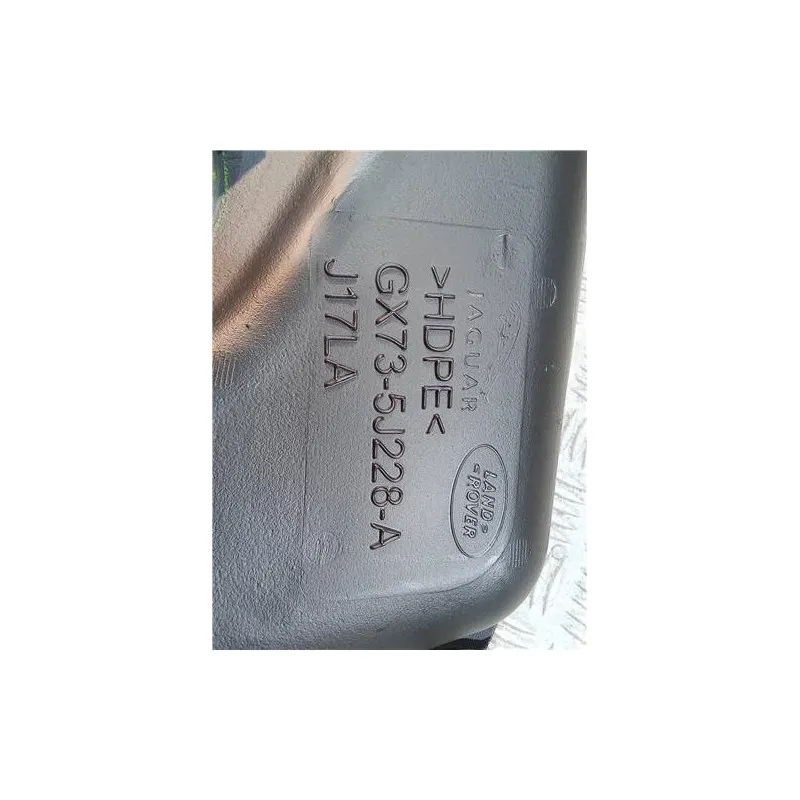 JAGUAR
LAND
ROVER
>HDPE<
GX73-5J228-A
J17LA